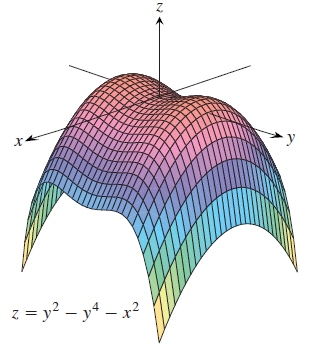 z
x
y
z = y² – y⁴ – x²